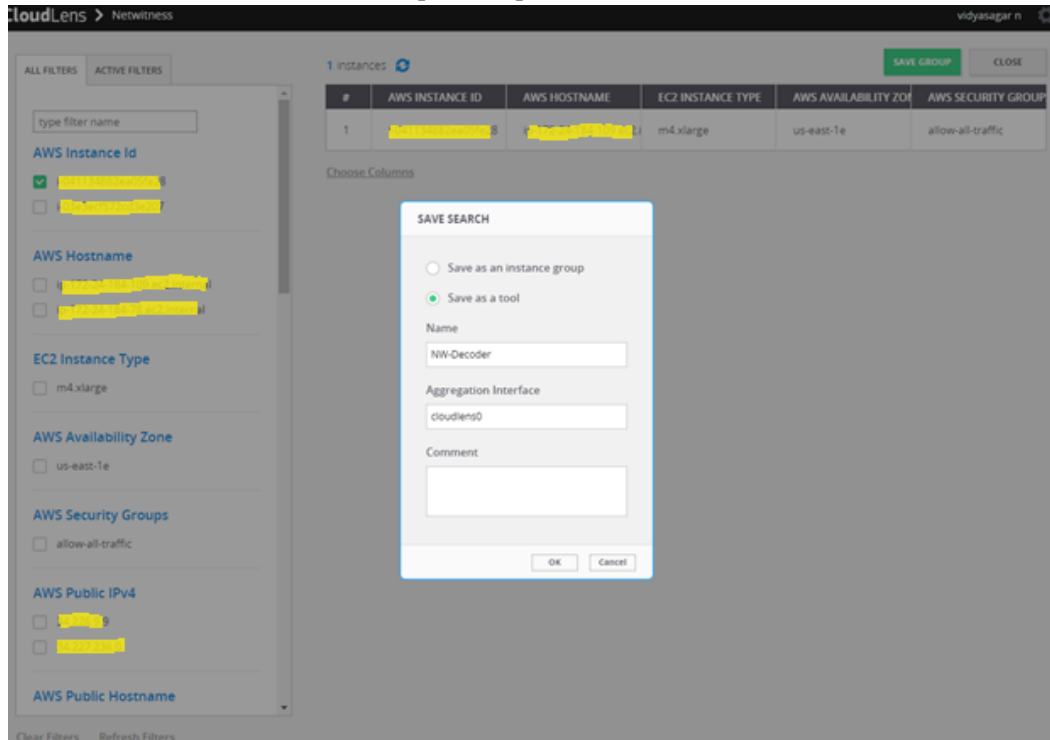 CloudLens > Netwitness
vidyasagar n
ALL FILTERS
ACTIVE FILTERS
1 instances
SAVE GROUP
CLOSE
type filter name
# AWS INSTANCE ID AWS HOSTNAME EC2 INSTANCE TYPE AWS AVAILABILITY ZON AWS SECURITY GROUP
1 m4.xlarge us-east-1e allow-all-traffic
Choose Columns
AWS Instance Id
AWS Hostname
EC2 Instance Type
m4.xlarge
AWS Availability Zone
us-east-1e
AWS Security Groups
allow-all-traffic
AWS Public IPv4
AWS Public Hostname
Clear Filters Refresh Filters
SAVE SEARCH
Save as an instance group
Save as a tool
Name
NW-Decoder
Aggregation Interface
cloudlens0
Comment
OK Cancel